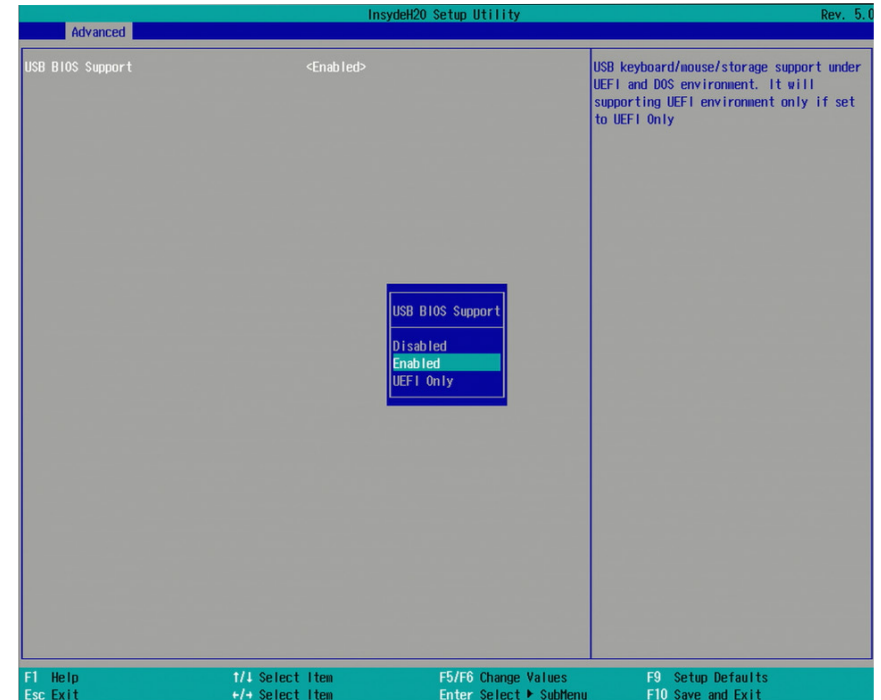 InsydeH20 Setup Utility
Rev. 5.0
Advanced
USB BIOS Support <Enabled>
USB keyboard/mouse/storage support under
UEFI and DOS environment. It will
supporting UEFI environment only if set
to UEFI Only
USB BIOS Support
Disabled
Enabled
UEFI Only
F1 Help ↑/↓ Select Item F5/F6 Change Values F9 Setup Defaults
Esc Exit ←/→ Select Item Enter Select ▶ SubMenu F10 Save and Exit